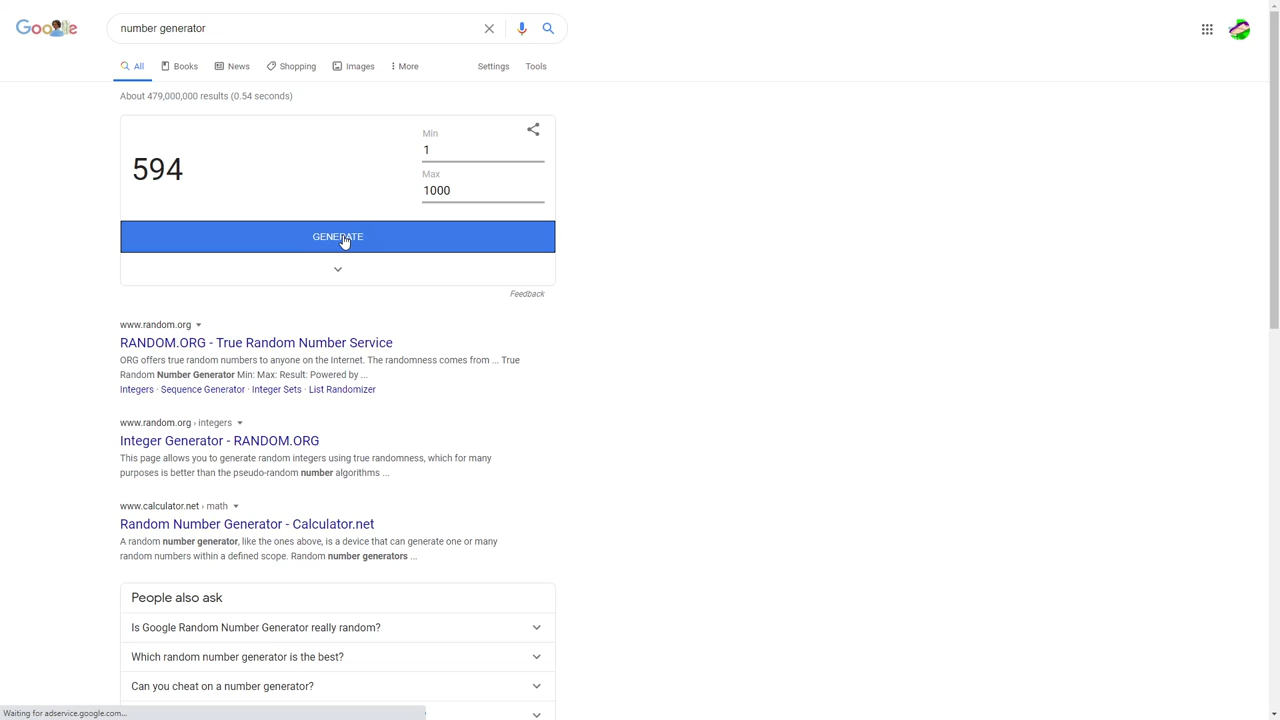 Google
number generator
All
Books
News
Shopping
Images
More
Settings
Tools
About 479,000,000 results (0.54 seconds)
594
Min
1
Max
1000
GENERATE
Feedback
www.random.org
RANDOM.ORG - True Random Number Service
ORG offers true random numbers to anyone on the Internet. The randomness comes from ... True
Random Number Generator Min: Max: Result: Powered by ...
Integers · Sequence Generator · Integer Sets · List Randomizer
www.random.org › integers
Integer Generator - RANDOM.ORG
This page allows you to generate random integers using true randomness, which for many
purposes is better than the pseudo-random number algorithms ...
www.calculator.net › math
Random Number Generator - Calculator.net
A random number generator, like the ones above, is a device that can generate one or many
random numbers within a defined scope. Random number generators ...
People also ask
Is Google Random Number Generator really random?
Which random number generator is the best?
Can you cheat on a number generator?
Waiting for adservice.google.com...